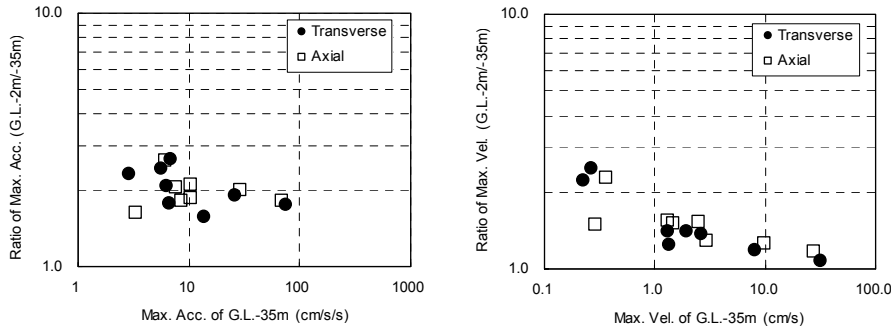 10.0
Transverse
Axial
Ratio of Max. Acc. (G.L.-2m/-35m)
1.0
1
10
100
1000
Max. Acc. of G.L.-35m (cm/s/s)
10.0
Transverse
Axial
Ratio of Max. Vel. (G.L.-2m/-35m)
1.0
0.1
1.0
10.0
100.0
Max. Vel. of G.L.-35m (cm/s)